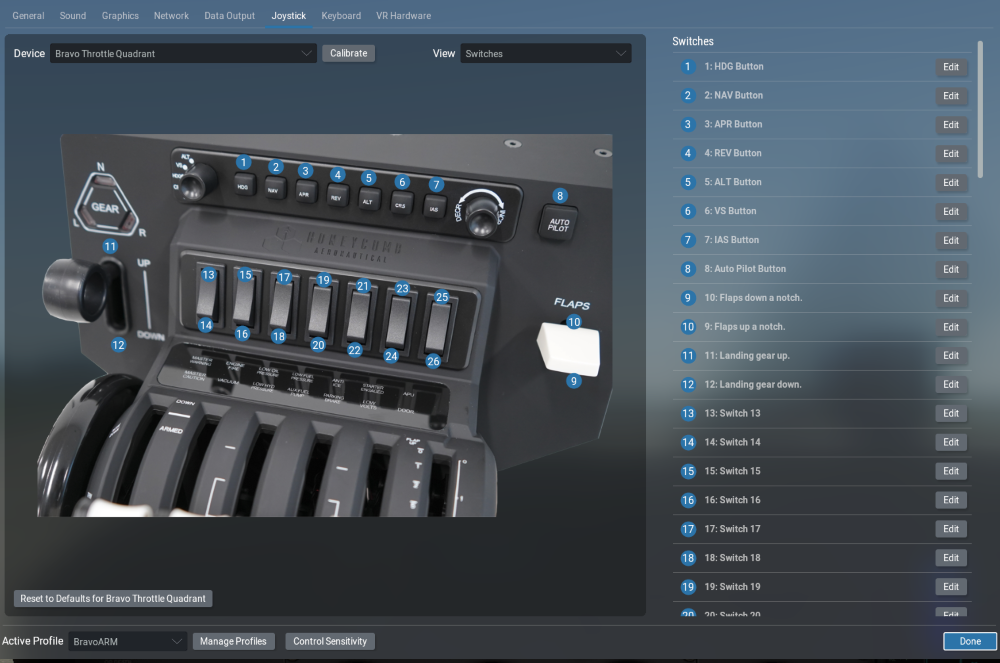 General Sound Graphics Network Data Output Joystick Keyboard VR Hardware
Device Bravo Throttle Quadrant Calibrate View Switches
N
GEAR
L
R
11
UP
DOWN
12
ALT
VS
HDG
1 2 3 4 5 6 7
HDG NAV APR REV ALT CRS IAS
DECR INCR
8
AUTO
PILOT
HONEYCOMB
AERONAUTICAL
13 15 17 19 21 23 25
14 16 18 20 22 24 26
FLAPS
10
9
MASTER
WARNING
ENGINE
FIRE
LOW OIL
PRESSURE
LOW FUEL
PRESSURE
ANTI
ICE
STARTER
ENGAGED
APU
MASTER
CAUTION
VACUUM
LOW HYD
PRESSURE
AUX FUEL
PUMP
PARKING
BRAKE
LOW
VOLTS
DOOR
DOWN
ARMED
FLAP
UP
Reset to Defaults for Bravo Throttle Quadrant
Switches
1 1: HDG Button Edit
2 2: NAV Button Edit
3 3: APR Button Edit
4 4: REV Button Edit
5 5: ALT Button Edit
6 6: VS Button Edit
7 7: IAS Button Edit
8 8: Auto Pilot Button Edit
9 10: Flaps down a notch. Edit
10 9: Flaps up a notch. Edit
11 11: Landing gear up. Edit
12 12: Landing gear down. Edit
13 13: Switch 13 Edit
14 14: Switch 14 Edit
15 15: Switch 15 Edit
16 16: Switch 16 Edit
17 17: Switch 17 Edit
18 18: Switch 18 Edit
19 19: Switch 19 Edit
20 20: Switch 20 Edit
Active Profile BravoARM Manage Profiles Control Sensitivity Done